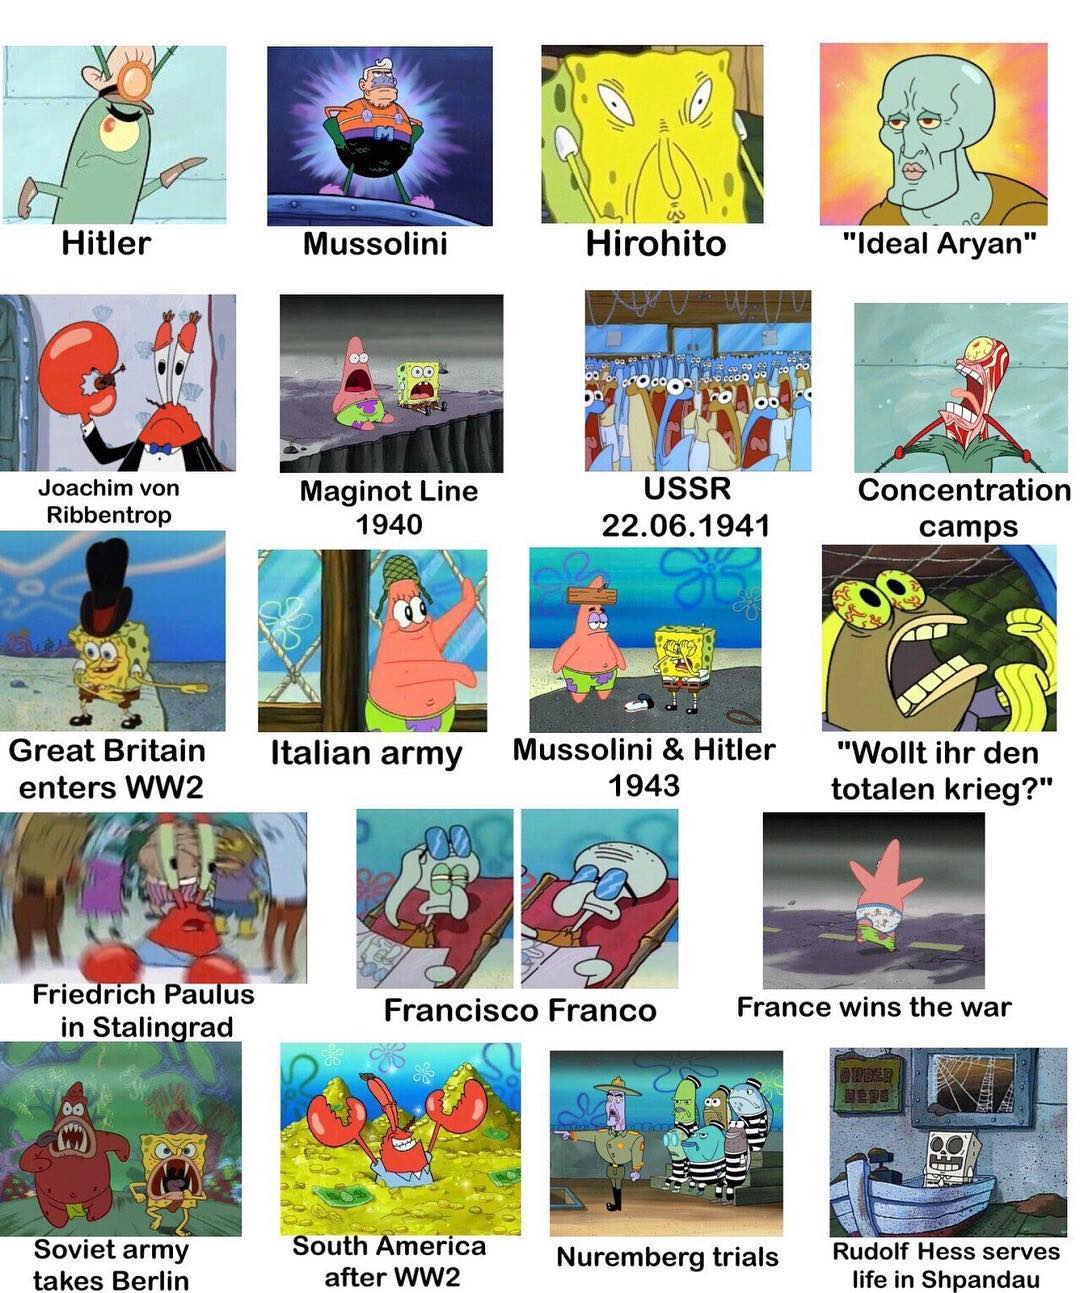 Hitler
Mussolini
Hirohito
"Ideal Aryan"
Joachim von
Ribbentrop
Maginot Line
1940
USSR
22.06.1941
Concentration
camps
Great Britain
enters WW2
Italian army
Mussolini & Hitler
1943
"Wollt ihr den
totalen krieg?"
Friedrich Paulus
in Stalingrad
Francisco Franco
France wins the war
ORDER
HERE
Soviet army
takes Berlin
South America
after WW2
Nuremberg trials
Rudolf Hess serves
life in Shpandau
M